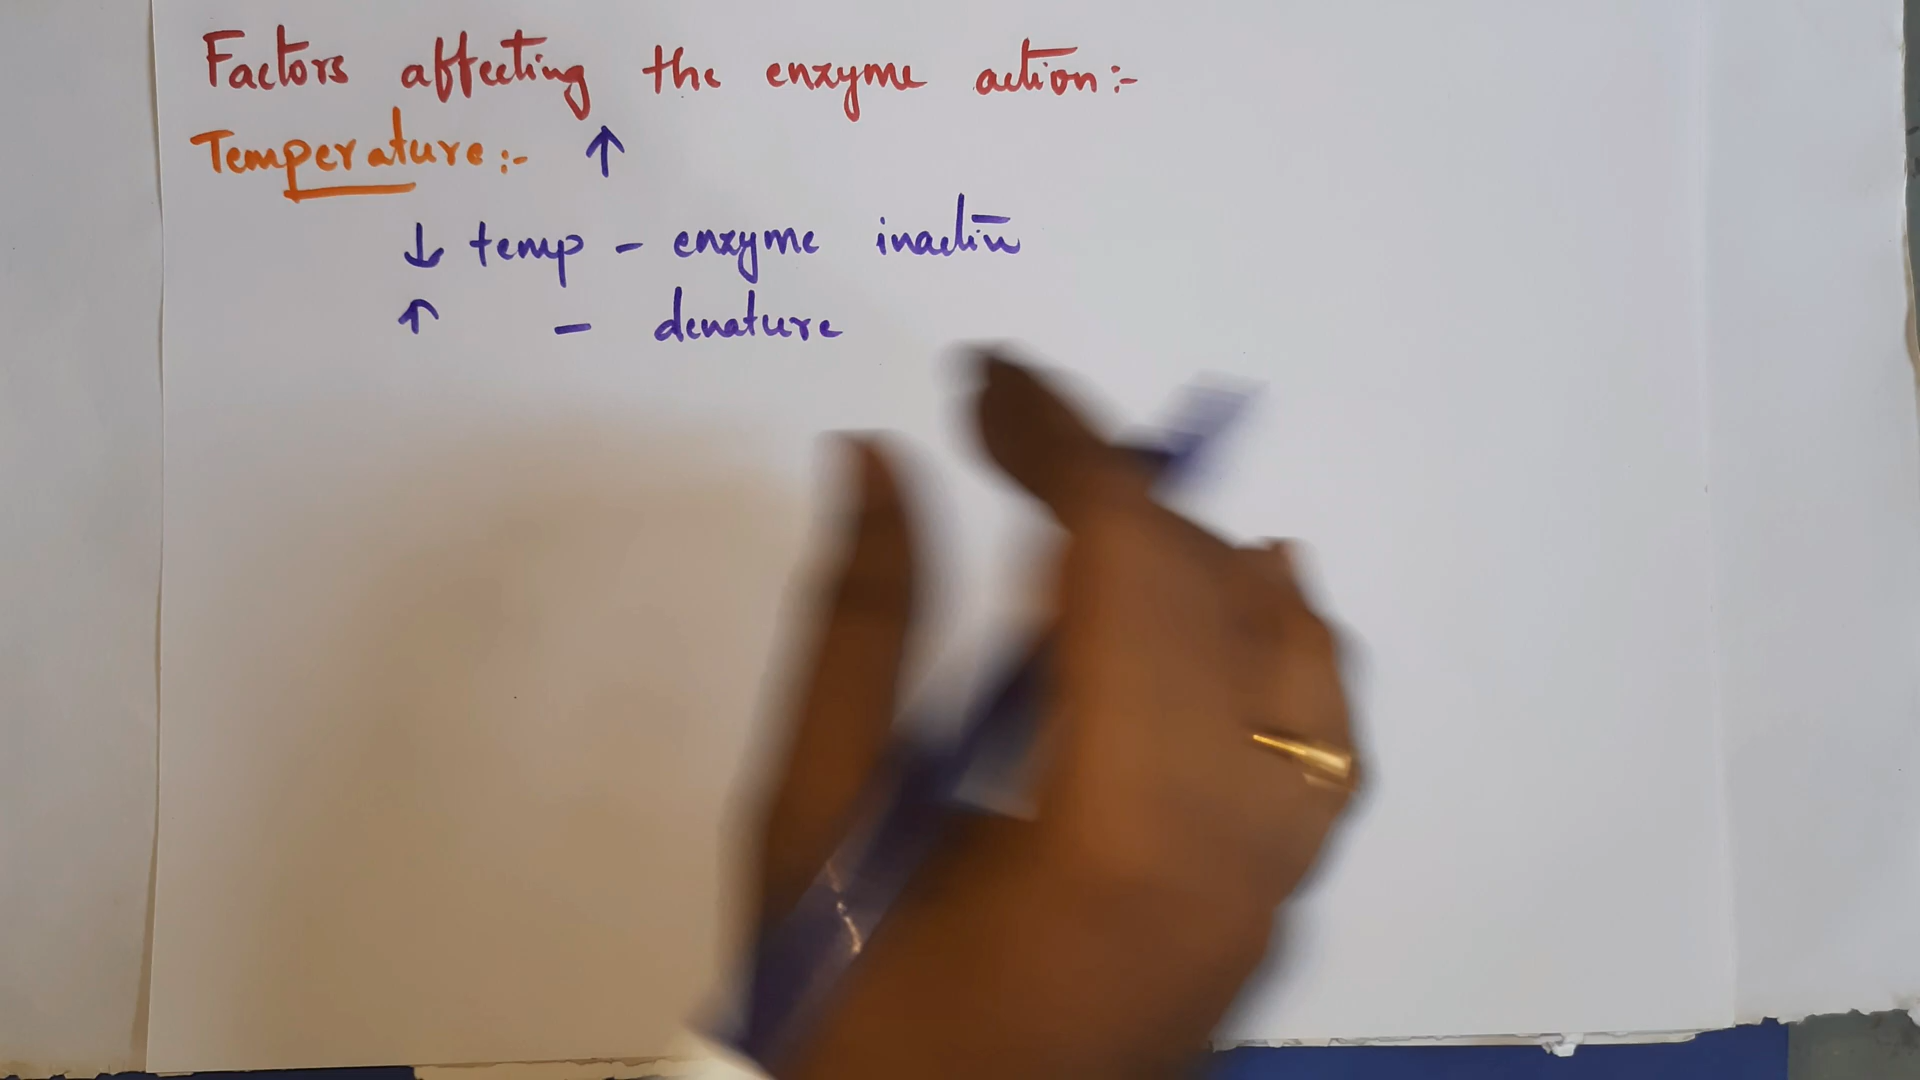 Factors affecting the enzyme action:-
Temperature:- ↑
↓ temp - enzyme inactive
↑ - denature